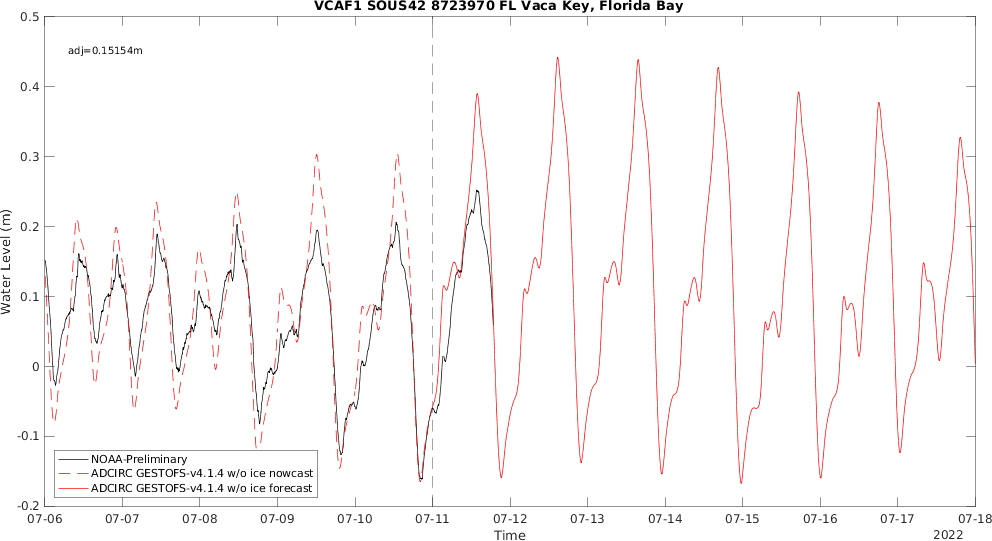 VCAF1 SOUS42 8723970 FL Vaca Key, Florida Bay
adj=0.15154m
Water Level (m)
0.5
0.4
0.3
0.2
0.1
0
-0.1
-0.2
NOAA-Preliminary
ADCIRC GESTOFS-v4.1.4 w/o ice nowcast
ADCIRC GESTOFS-v4.1.4 w/o ice forecast
07-06 07-07 07-08 07-09 07-10 07-11 07-12 07-13 07-14 07-15 07-16 07-17 07-18
Time
2022